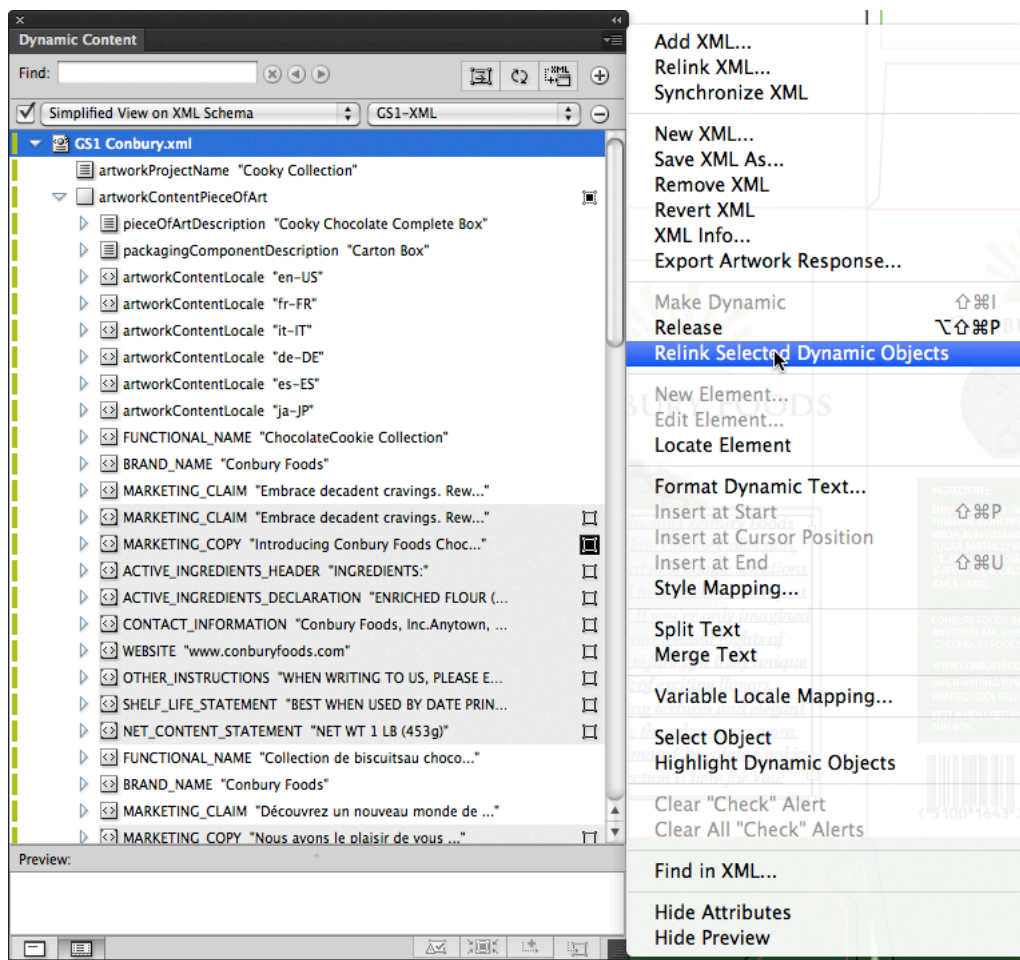 Dynamic Content
Find:
XML
Simplified View on XML Schema
GS1-XML
GS1 Conbury.xml
artworkProjectName "Cooky Collection"
artworkContentPieceOfArt
pieceOfArtDescription "Cooky Chocolate Complete Box"
packagingComponentDescription "Carton Box"
artworkContentLocale "en-US"
artworkContentLocale "fr-FR"
artworkContentLocale "it-IT"
artworkContentLocale "de-DE"
artworkContentLocale "es-ES"
artworkContentLocale "ja-JP"
FUNCTIONAL_NAME "ChocolateCookie Collection"
BRAND_NAME "Conbury Foods"
MARKETING_CLAIM "Embrace decadent cravings. Rew..."
MARKETING_CLAIM "Embrace decadent cravings. Rew..."
MARKETING_COPY "Introducing Conbury Foods Choc..."
ACTIVE_INGREDIENTS_HEADER "INGREDIENTS:"
ACTIVE_INGREDIENTS_DECLARATION "ENRICHED FLOUR (...
CONTACT_INFORMATION "Conbury Foods, Inc.Anytown, ...
WEBSITE "www.conburyfoods.com"
OTHER_INSTRUCTIONS "WHEN WRITING TO US, PLEASE E...
SHELF_LIFE_STATEMENT "BEST WHEN USED BY DATE PRIN...
NET_CONTENT_STATEMENT "NET WT 1 LB (453g)"
FUNCTIONAL_NAME "Collection de biscuitsau choco..."
BRAND_NAME "Conbury Foods"
MARKETING_CLAIM "Découvrez un nouveau monde de ..."
MARKETING_COPY "Nous avons le plaisir de vous ..."
Preview:
Add XML...
Relink XML...
Synchronize XML
New XML...
Save XML As...
Remove XML
Revert XML
XML Info...
Export Artwork Response...
Make Dynamic ⇧⌘I
Release ⌥⇧⌘P
Relink Selected Dynamic Objects
New Element...
Edit Element...
Locate Element
Format Dynamic Text...
Insert at Start ⇧⌘P
Insert at Cursor Position
Insert at End ⇧⌘U
Style Mapping...
Split Text
Merge Text
Variable Locale Mapping...
Select Object
Highlight Dynamic Objects
Clear "Check" Alert
Clear All "Check" Alerts
Find in XML...
Hide Attributes
Hide Preview